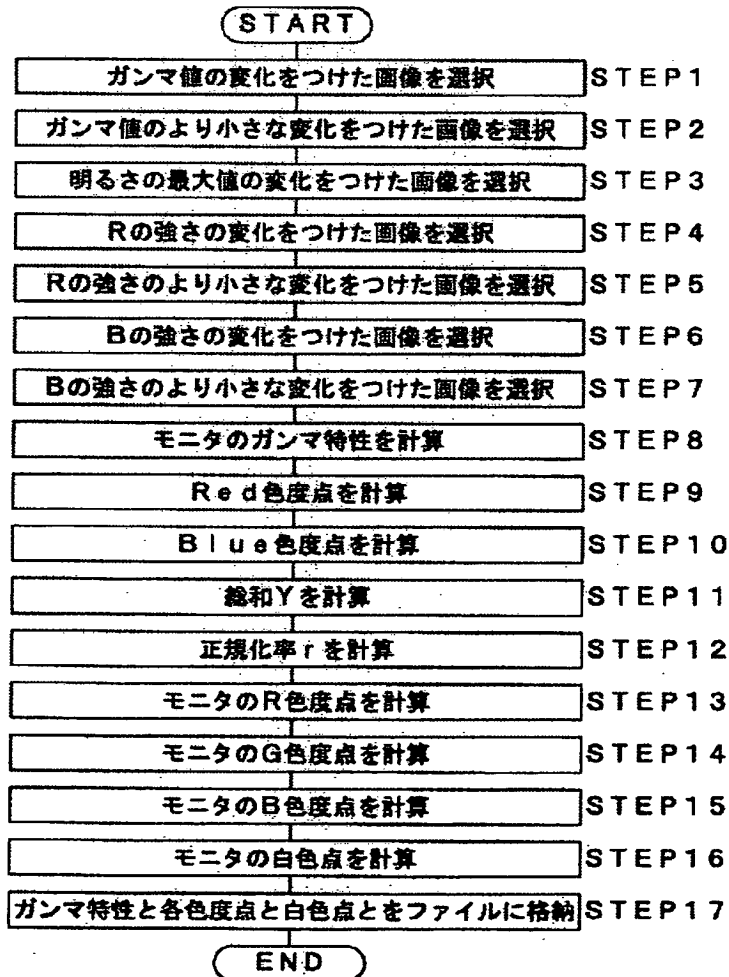 START
ガンマ値の変化をつけた画像を選択 STEP1
ガンマ値のより小さな変化をつけた画像を選択 STEP2
明るさの最大値の変化をつけた画像を選択 STEP3
Rの強さの変化をつけた画像を選択 STEP4
Rの強さのより小さな変化をつけた画像を選択 STEP5
Bの強さの変化をつけた画像を選択 STEP6
Bの強さのより小さな変化をつけた画像を選択 STEP7
モニタのガンマ特性を計算 STEP8
Red色度点を計算 STEP9
Blue色度点を計算 STEP10
総和Yを計算 STEP11
正規化率rを計算 STEP12
モニタのR色度点を計算 STEP13
モニタのG色度点を計算 STEP14
モニタのB色度点を計算 STEP15
モニタの白色点を計算 STEP16
ガンマ特性と各色度点と白色点とをファイルに格納 STEP17
END